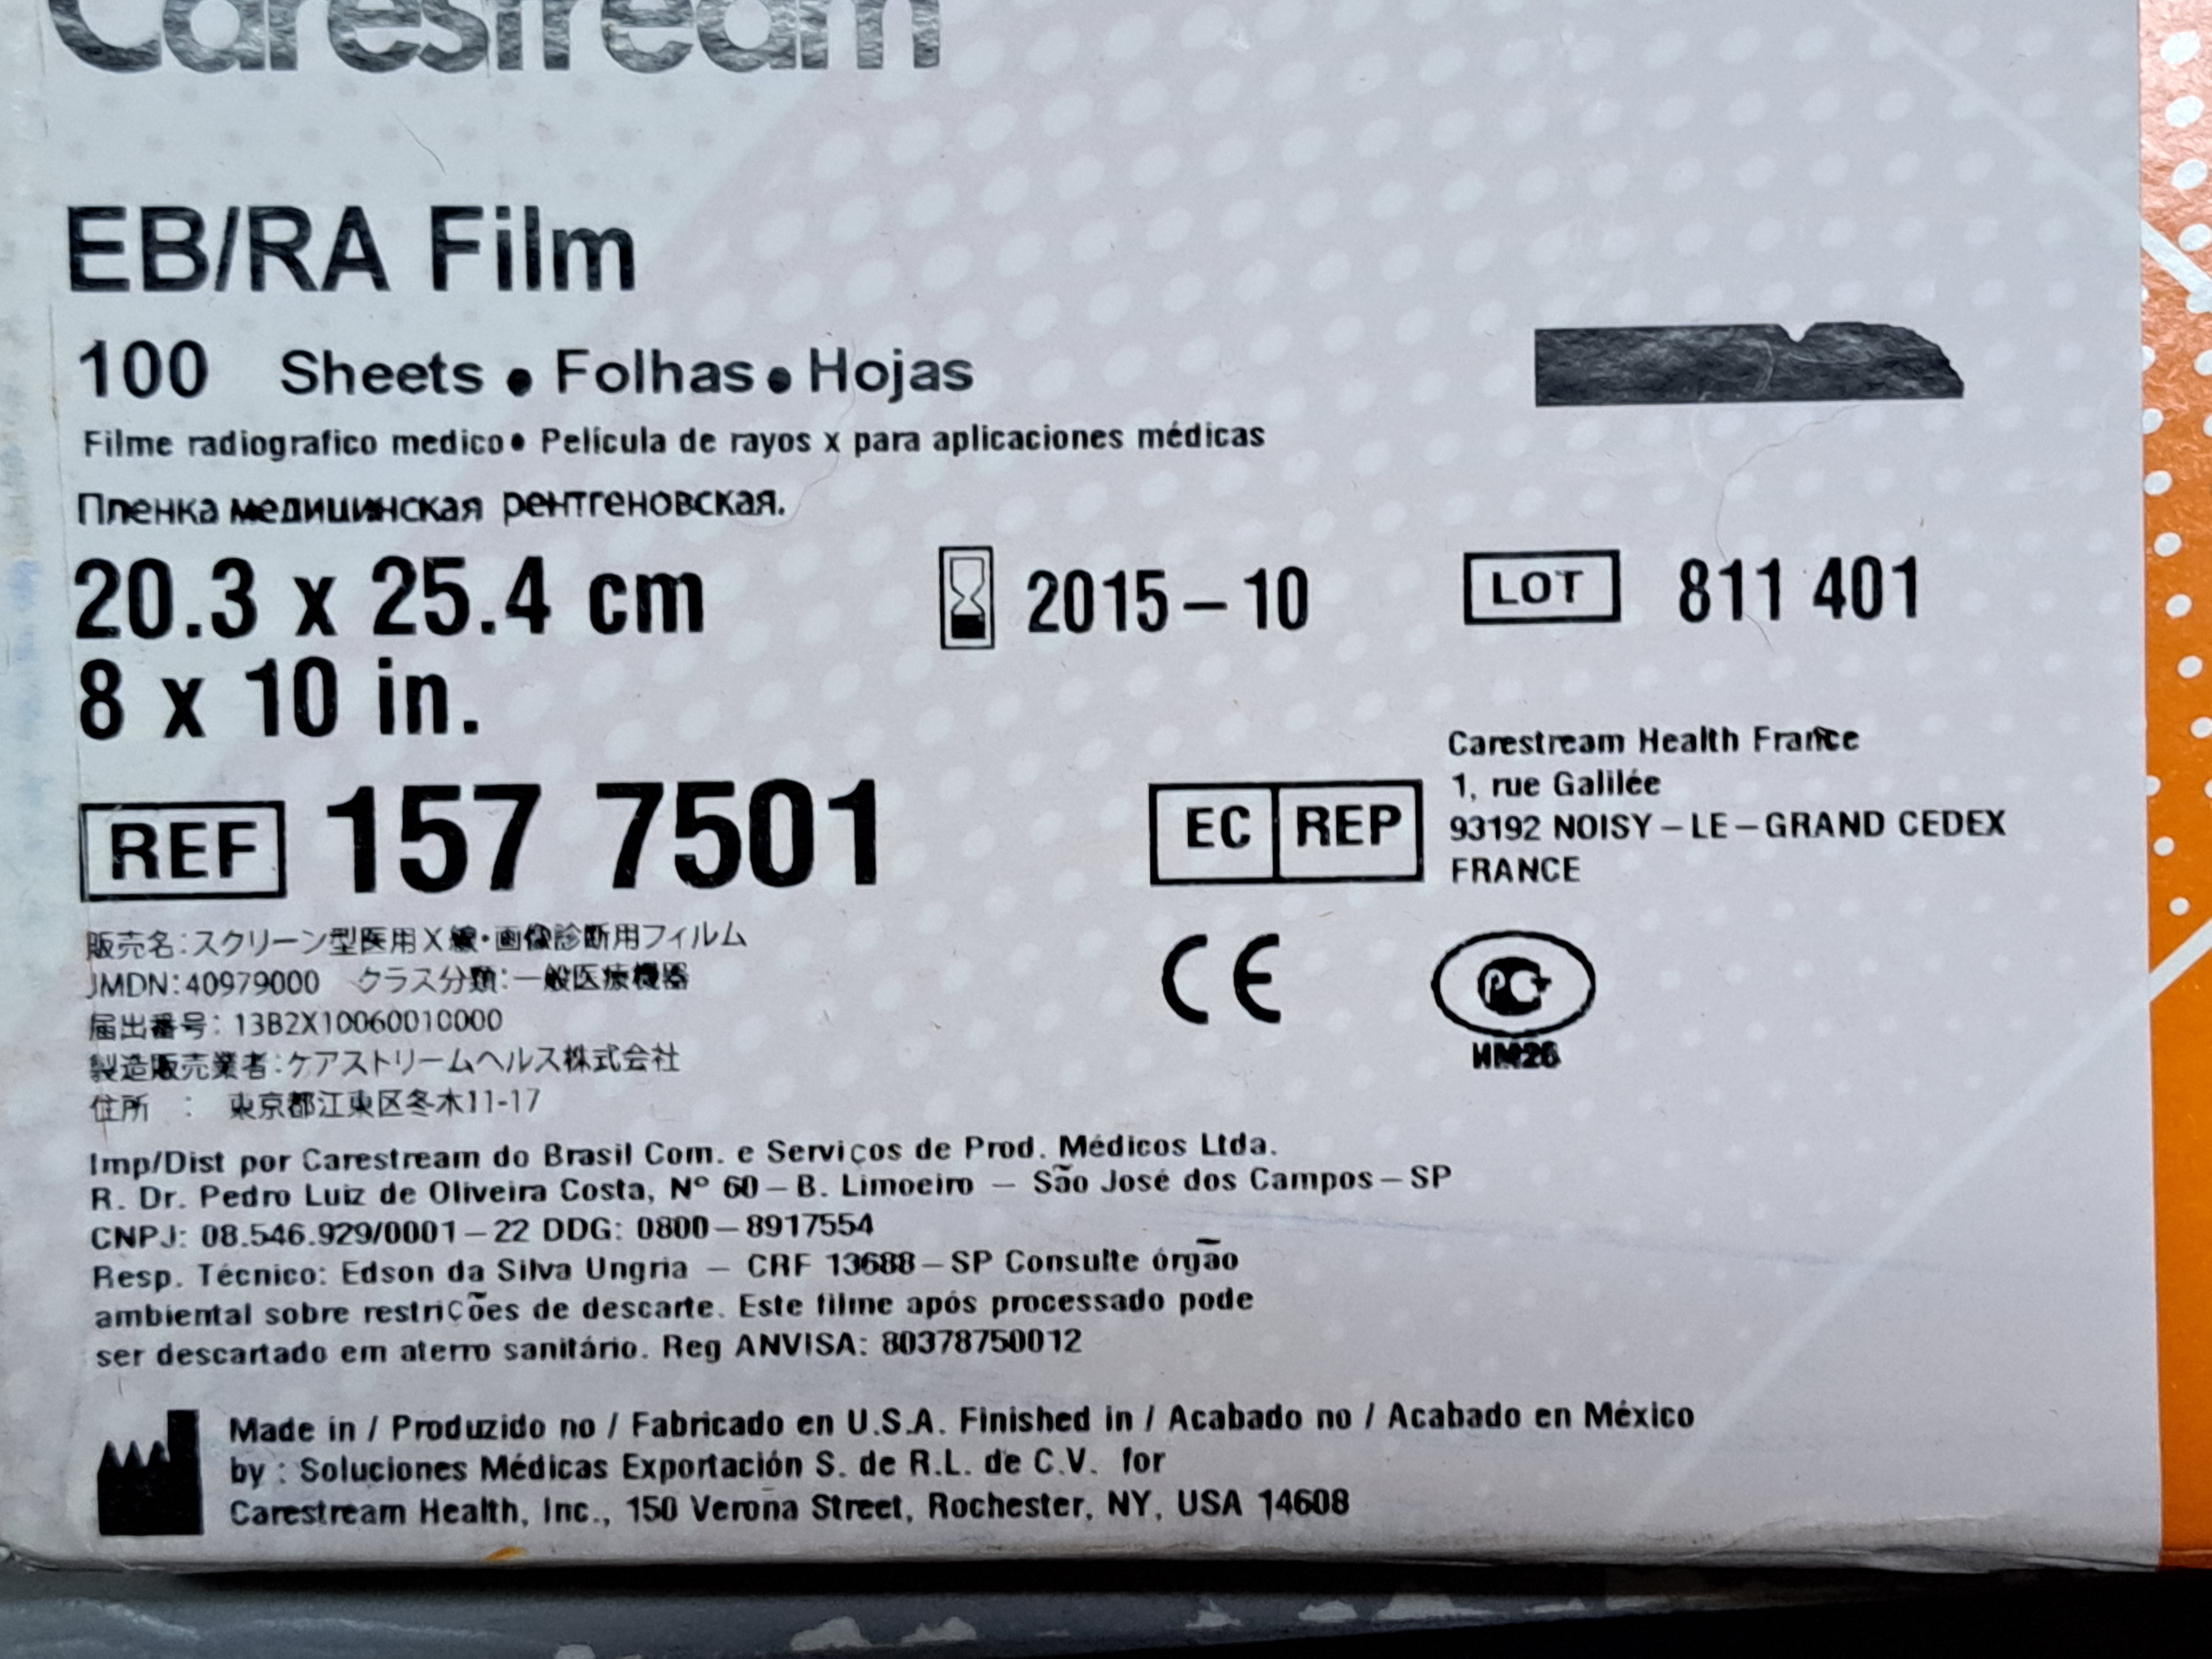 Carestream
EB/RA Film
100 Sheets • Folhas • Hojas
Filme radiografico medico • Película de rayos x para aplicaciones médicas
Пленка медицинская рентгеновская.
20.3 x 25.4 cm
8 x 10 in.
2015-10
LOT 811 401
REF 157 7501
EC REP
Carestream Health France
1, rue Galilée
93192 NOISY-LE-GRAND CEDEX
FRANCE
CE
РС
ИМ26
販売名:スクリーン型医用X線・画像診断用フィルム
JMDN:40979000 クラス分類:一般医療機器
届出番号:13B2X10060010000
製造販売業者:ケアストリームヘルス株式会社
住所 : 東京都江東区冬木11-17
Imp/Dist por Carestream do Brasil Com. e Serviços de Prod. Médicos Ltda.
R. Dr. Pedro Luiz de Oliveira Costa, Nº 60-B. Limoeiro - São José dos Campos-SP
CNPJ: 08.546.929/0001-22 DDG: 0800-8917554
Resp. Técnico: Edson da Silva Ungria - CRF 13688-SP Consulte órgão
ambiental sobre restrições de descarte. Este filme após processado pode
ser descartado em aterro sanitário. Reg ANVISA: 80378750012
Made in / Produzido no / Fabricado en U.S.A. Finished in / Acabado no / Acabado en México
by : Soluciones Médicas Exportación S. de R.L. de C.V. for
Carestream Health, Inc., 150 Verona Street, Rochester, NY, USA 14608